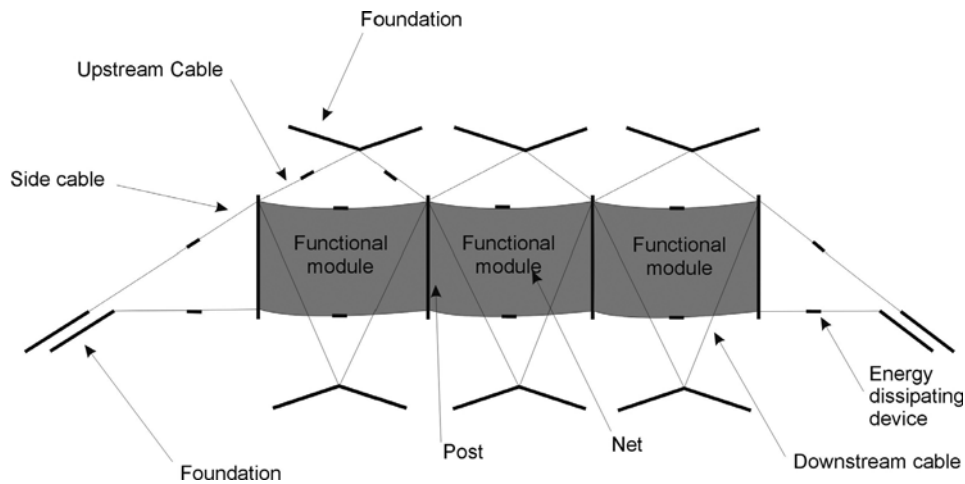 Foundation
Upstream Cable
Side cable
Functional
module
Functional
module
Functional
module
Energy
dissipating
device
Post
Net
Downstream cable
Foundation